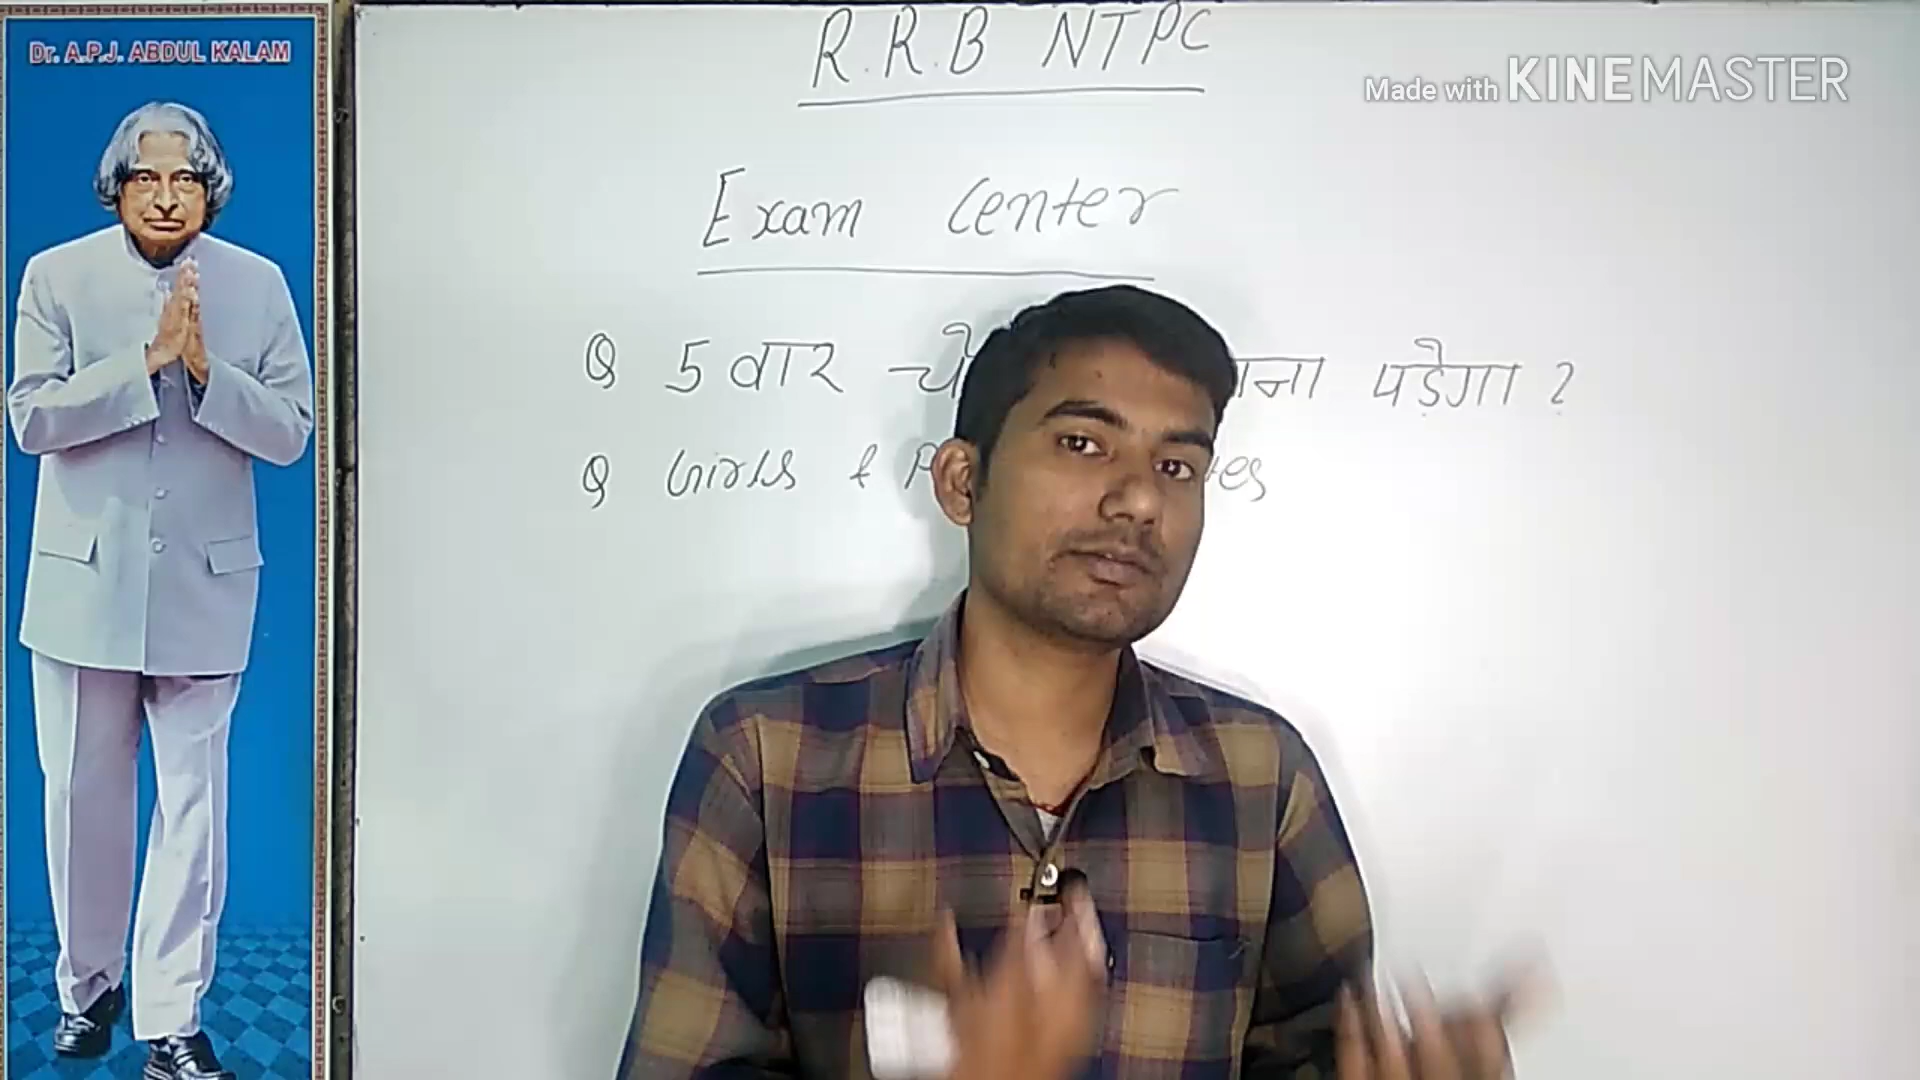 Dr. A.P.J. ABDUL KALAM
R.R.B NTPC
Made with KINEMASTER
Exam Center
Q 5 वार पड़ेगा ?
Q Girls &